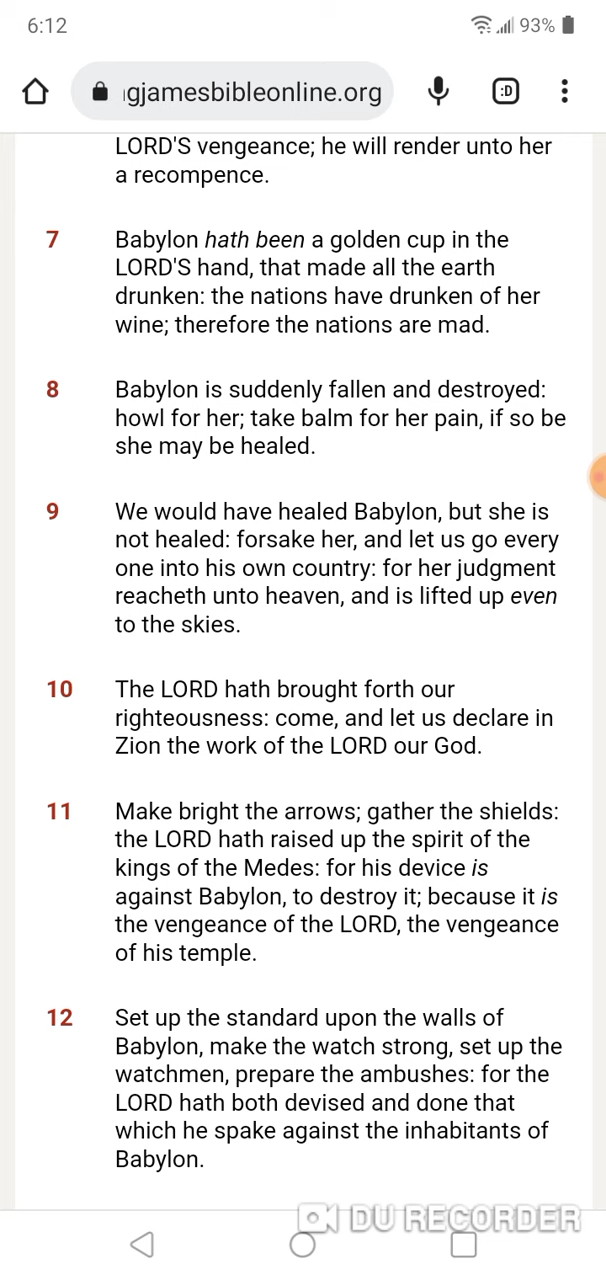 6:12 93%
gjamesbibleonline.org :D
LORD'S vengeance; he will render unto her
a recompence.
7 Babylon hath been a golden cup in the
LORD'S hand, that made all the earth
drunken: the nations have drunken of her
wine; therefore the nations are mad.
8 Babylon is suddenly fallen and destroyed:
howl for her; take balm for her pain, if so be
she may be healed.
9 We would have healed Babylon, but she is
not healed: forsake her, and let us go every
one into his own country: for her judgment
reacheth unto heaven, and is lifted up even
to the skies.
10 The LORD hath brought forth our
righteousness: come, and let us declare in
Zion the work of the LORD our God.
11 Make bright the arrows; gather the shields:
the LORD hath raised up the spirit of the
kings of the Medes: for his device is
against Babylon, to destroy it; because it is
the vengeance of the LORD, the vengeance
of his temple.
12 Set up the standard upon the walls of
Babylon, make the watch strong, set up the
watchmen, prepare the ambushes: for the
LORD hath both devised and done that
which he spake against the inhabitants of
Babylon.
DU RECORDER